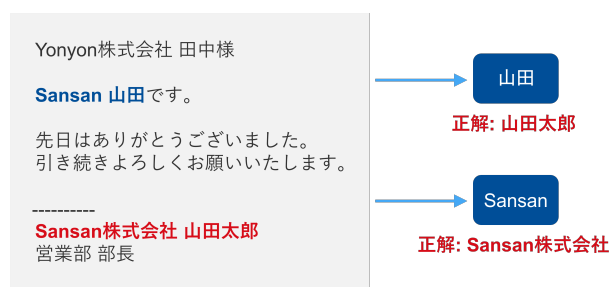 Yonyon株式会社 田中様
Sansan 山田です。
先日はありがとうございました。
引き続きよろしくお願いいたします。
----------
Sansan株式会社 山田太郎
営業部 部長
山田
正解: 山田太郎
Sansan
正解: Sansan株式会社